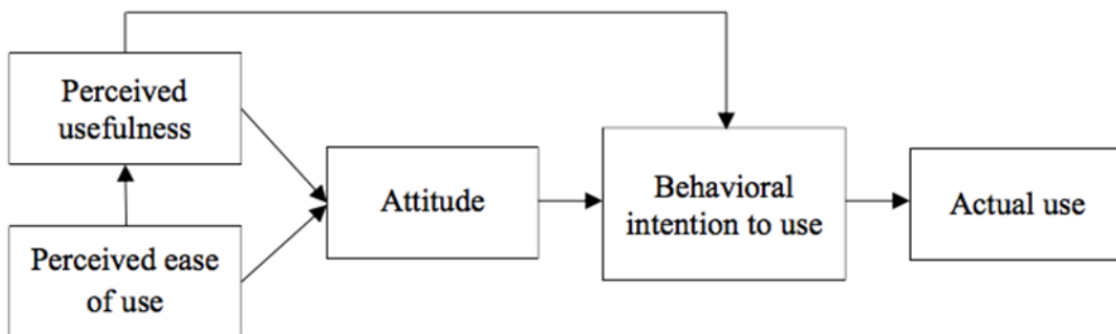 Perceived
usefulness
Perceived ease
of use
Attitude
Behavioral
intention to use
Actual use